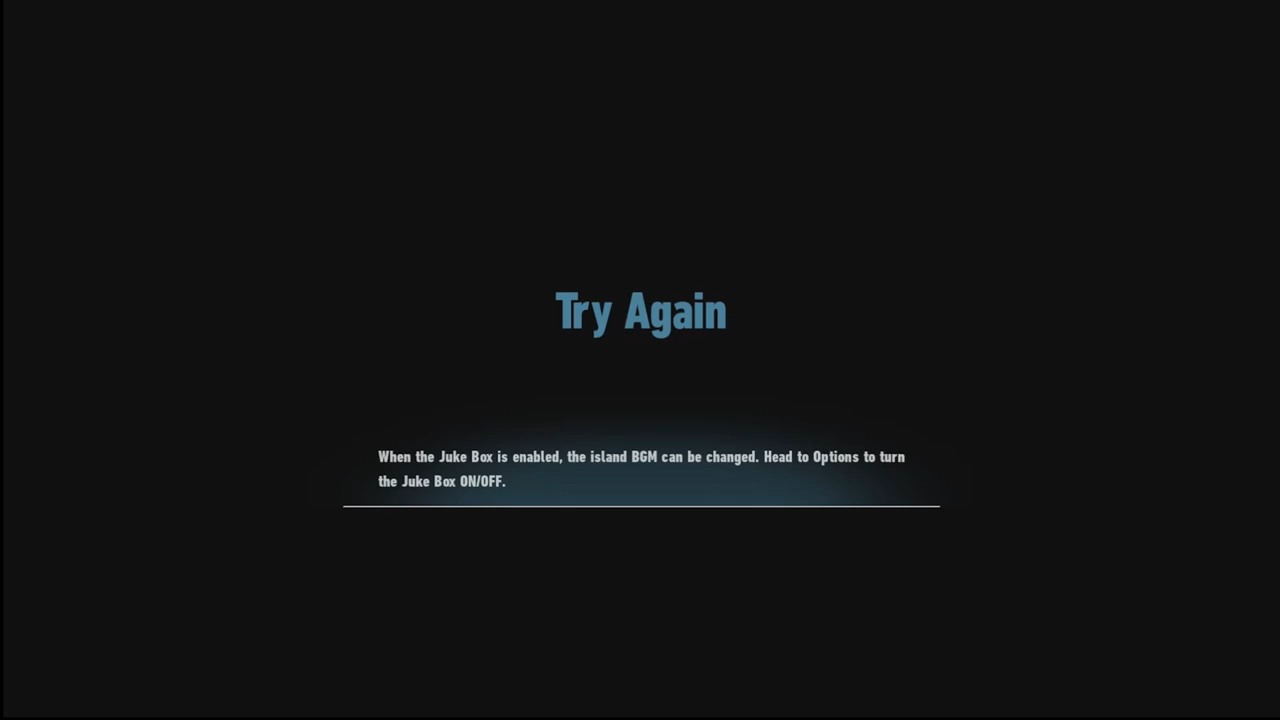 Try Again
When the Juke Box is enabled, the island BGM can be changed. Head to Options to turn
the Juke Box ON/OFF.